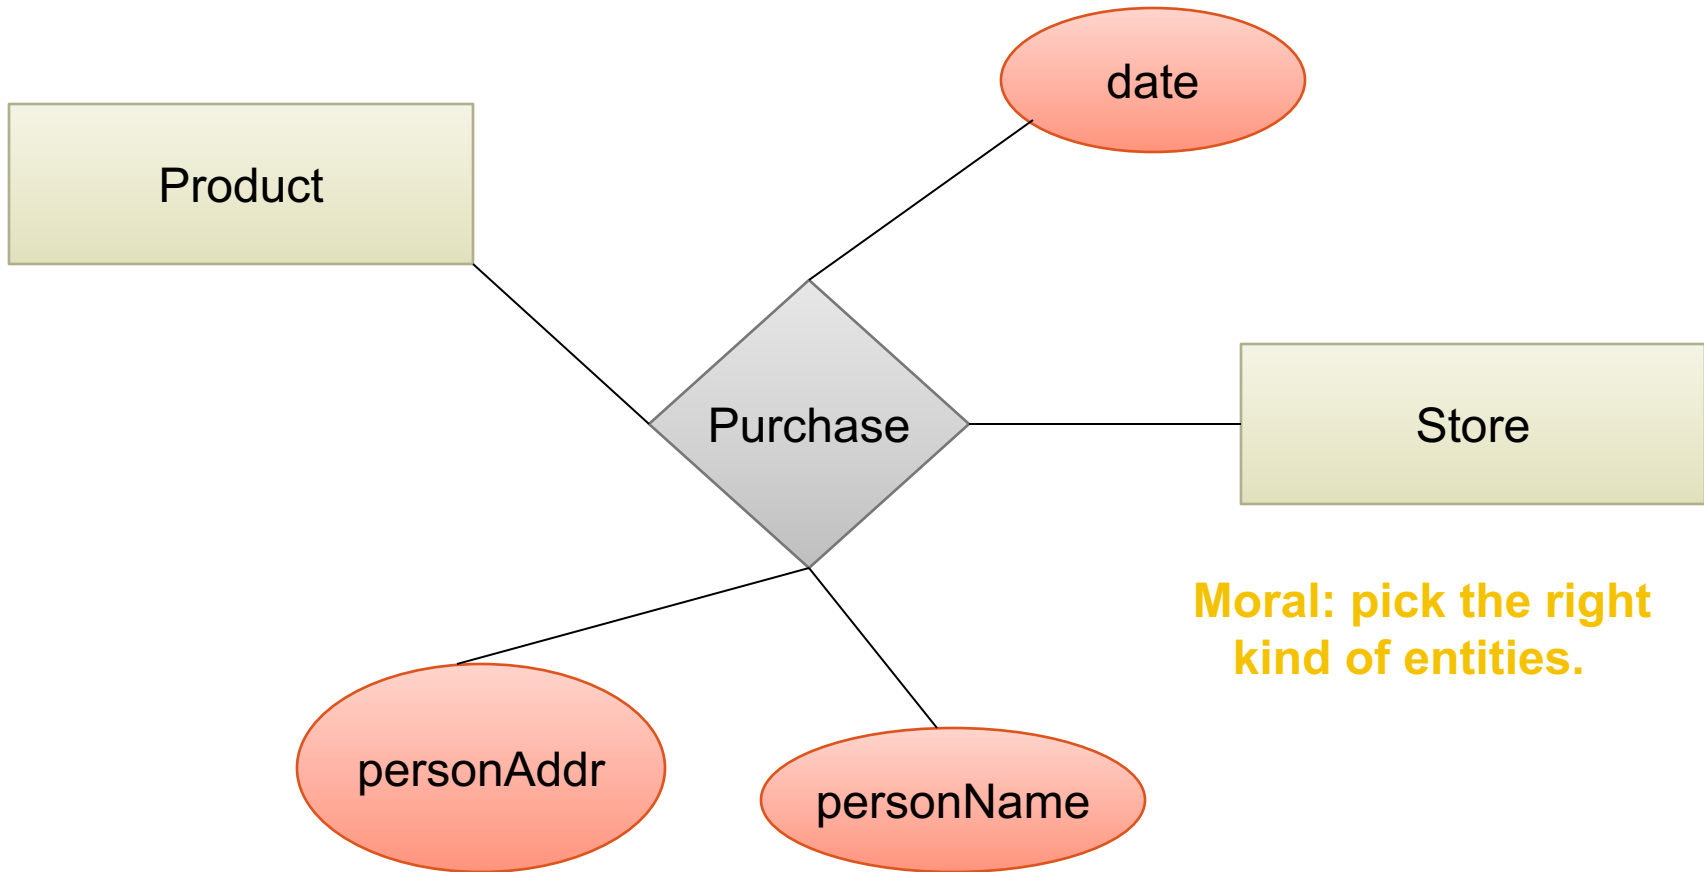 date
Product
Purchase
Store
Moral: pick the right
kind of entities.
personAddr
personName